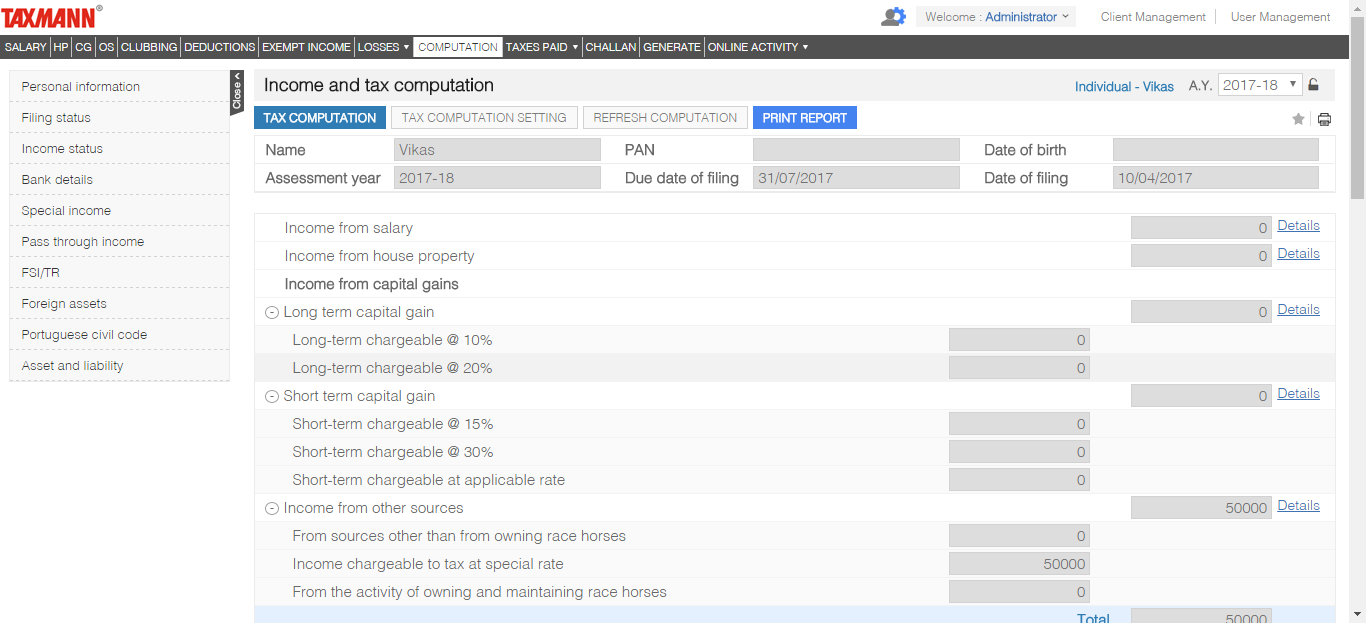 TAXMANN®
Welcome : Administrator
Client Management
User Management
SALARY HP CG OS CLUBBING DEDUCTIONS EXEMPT INCOME LOSSES COMPUTATION TAXES PAID CHALLAN GENERATE ONLINE ACTIVITY
Personal information
Filing status
Income status
Bank details
Special income
Pass through income
FSI/TR
Foreign assets
Portuguese civil code
Asset and liability
Close
Income and tax computation
Individual - Vikas A.Y. 2017-18
TAX COMPUTATION TAX COMPUTATION SETTING REFRESH COMPUTATION PRINT REPORT
Name Vikas PAN Date of birth
Assessment year 2017-18 Due date of filing 31/07/2017 Date of filing 10/04/2017
Income from salary 0 Details
Income from house property 0 Details
Income from capital gains
Long term capital gain 0 Details
Long-term chargeable @ 10% 0
Long-term chargeable @ 20% 0
Short term capital gain 0 Details
Short-term chargeable @ 15% 0
Short-term chargeable @ 30% 0
Short-term chargeable at applicable rate 0
Income from other sources 50000 Details
From sources other than from owning race horses 0
Income chargeable to tax at special rate 50000
From the activity of owning and maintaining race horses 0
Total 50000